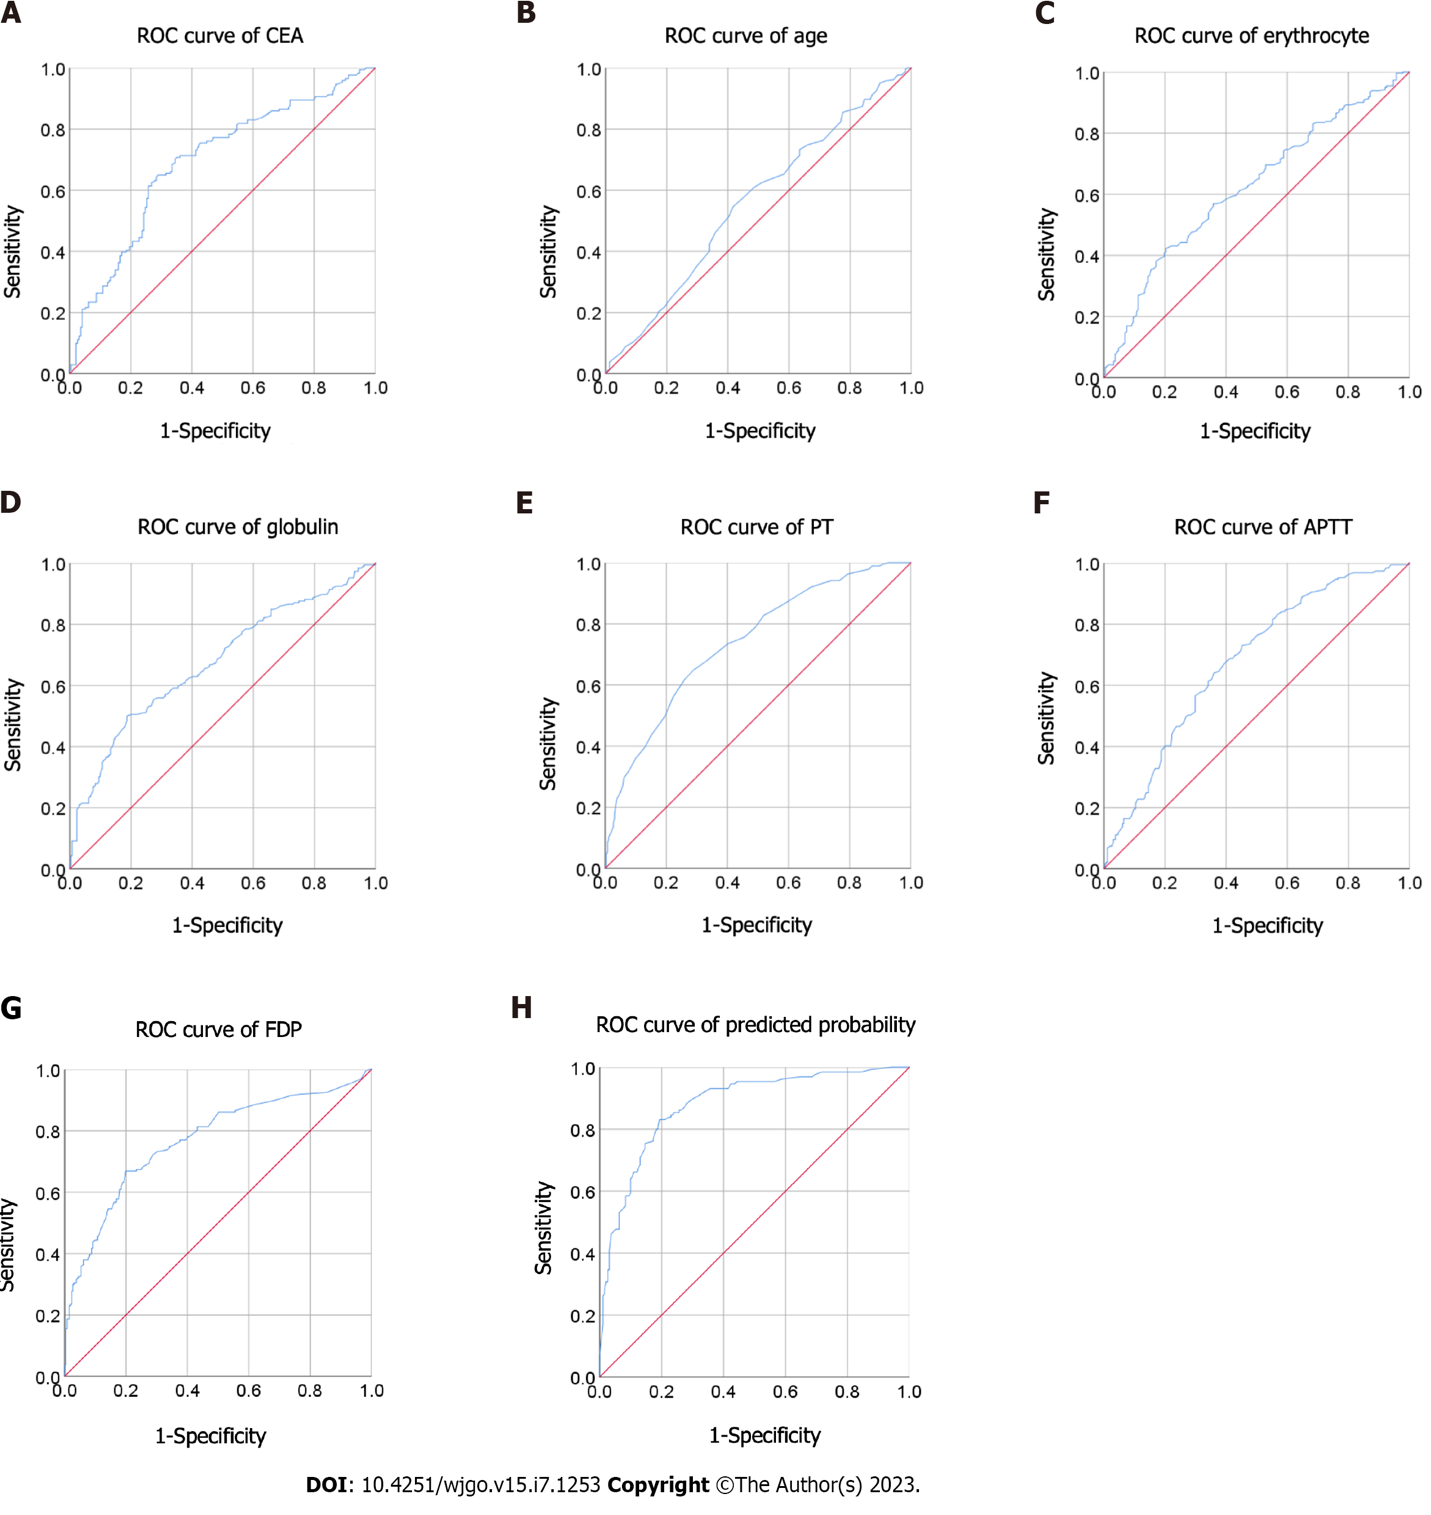 A
B
C
ROC curve of CEA
ROC curve of age
ROC curve of erythrocyte
Sensitivity
1.0
0.8
0.6
0.4
0.2
0.0
0.0 0.2 0.4 0.6 0.8 1.0
1-Specificity
Sensitivity
1.0
0.8
0.6
0.4
0.2
0.0
0.0 0.2 0.4 0.6 0.8 1.0
1-Specificity
Sensitivity
1.0
0.8
0.6
0.4
0.2
0.0
0.0 0.2 0.4 0.6 0.8 1.0
1-Specificity
D
E
F
ROC curve of globulin
ROC curve of PT
ROC curve of APTT
Sensitivity
1.0
0.8
0.6
0.4
0.2
0.0
0.0 0.2 0.4 0.6 0.8 1.0
1-Specificity
Sensitivity
1.0
0.8
0.6
0.4
0.2
0.0
0.0 0.2 0.4 0.6 0.8 1.0
1-Specificity
Sensitivity
1.0
0.8
0.6
0.4
0.2
0.0
0.0 0.2 0.4 0.6 0.8 1.0
1-Specificity
G
H
ROC curve of FDP
ROC curve of predicted probability
Sensitivity
1.0
0.8
0.6
0.4
0.2
0.0
0.0 0.2 0.4 0.6 0.8 1.0
1-Specificity
Sensitivity
1.0
0.8
0.6
0.4
0.2
0.0
0.0 0.2 0.4 0.6 0.8 1.0
1-Specificity
DOI: 10.4251/wjgo.v15.i7.1253 Copyright ©The Author(s) 2023.